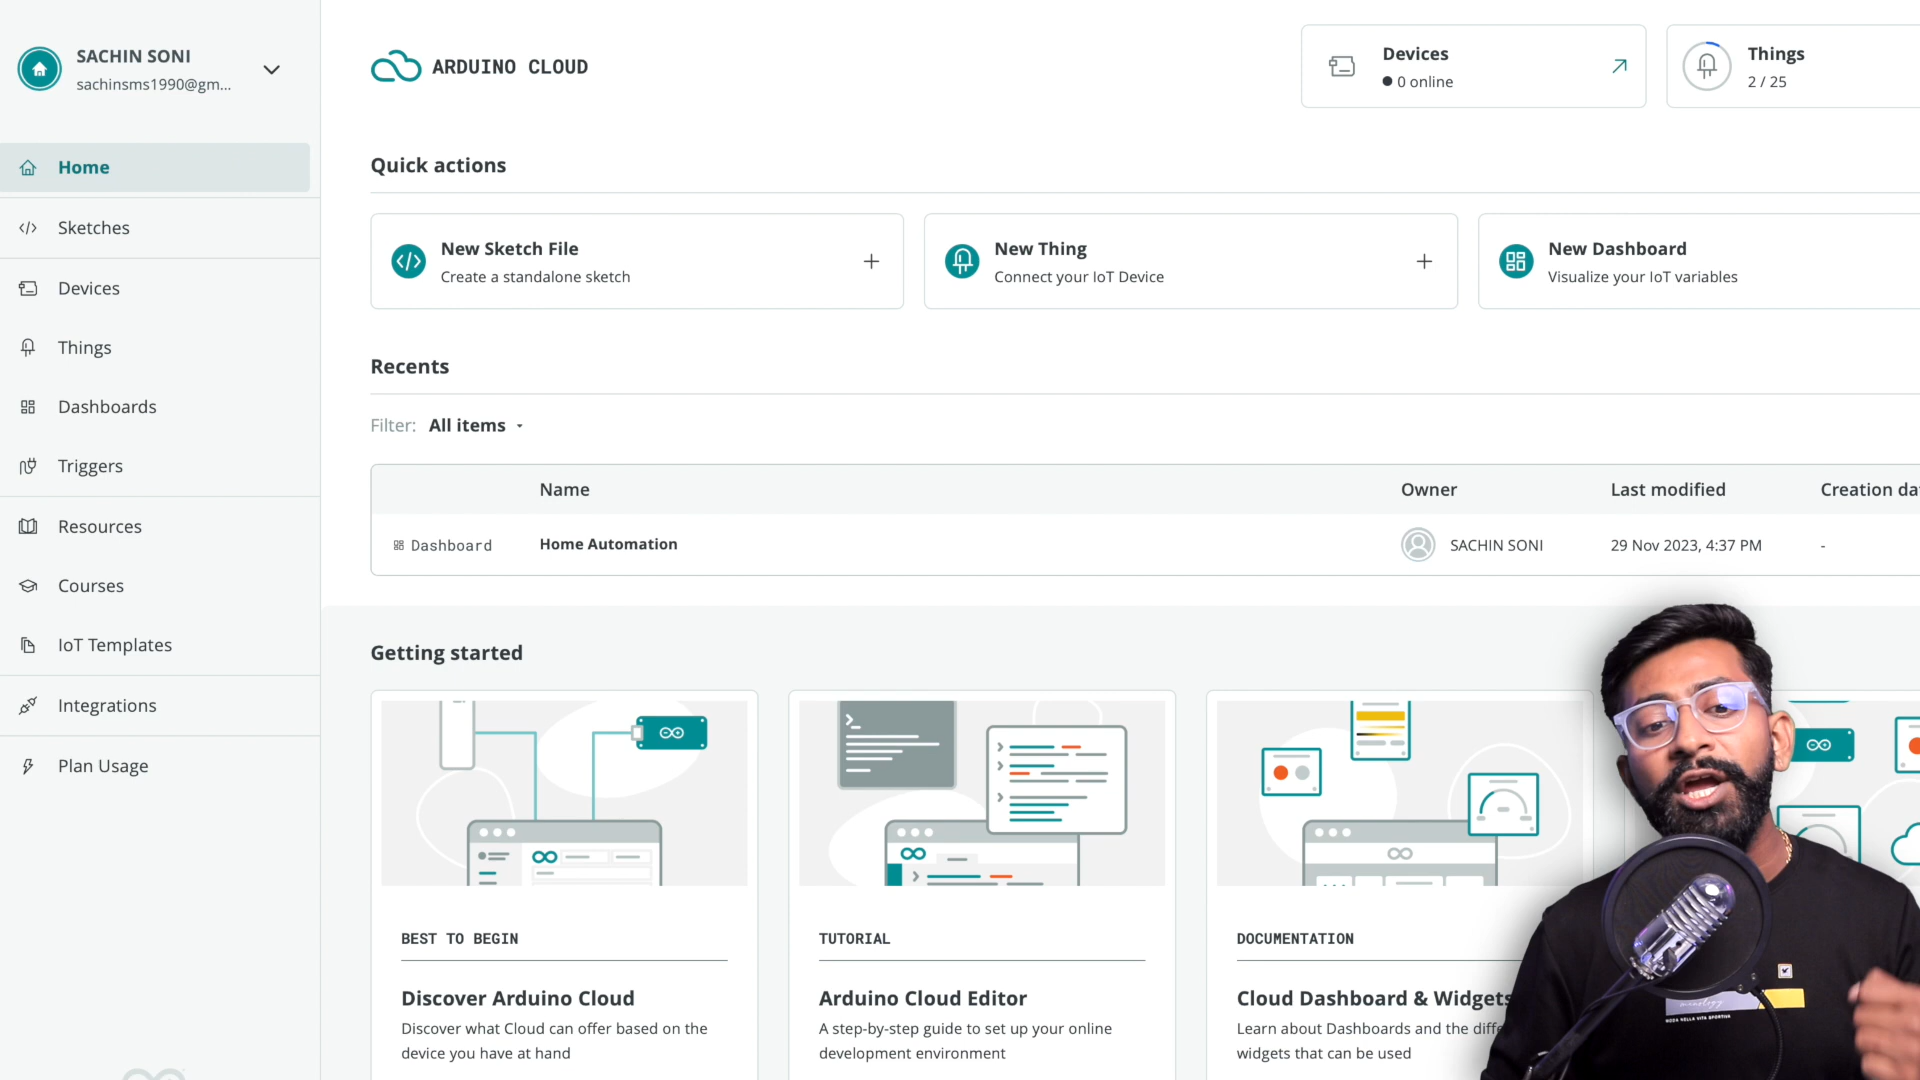 SACHIN SONI
sachinsms1990@gm...
Home
Sketches
Devices
Things
Dashboards
Triggers
Resources
Courses
IoT Templates
Integrations
Plan Usage
ARDUINO CLOUD
Devices
0 online
Things
2 / 25
Quick actions
New Sketch File
Create a standalone sketch
New Thing
Connect your IoT Device
New Dashboard
Visualize your IoT variables
Recents
Filter: All items
Name Owner Last modified Creation da
Dashboard Home Automation SACHIN SONI 29 Nov 2023, 4:37 PM -
Getting started
BEST TO BEGIN
Discover Arduino Cloud
Discover what Cloud can offer based on the
device you have at hand
TUTORIAL
Arduino Cloud Editor
A step-by-step guide to set up your online
development environment
DOCUMENTATION
Cloud Dashboard & Widgets
Learn about Dashboards and the diffe
widgets that can be used